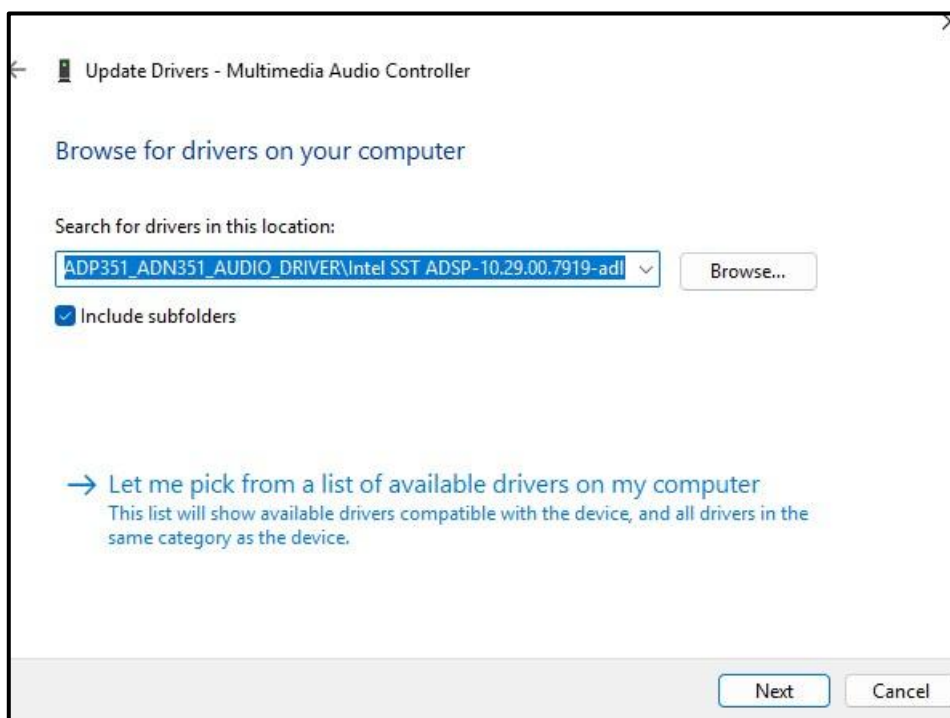 Update Drivers - Multimedia Audio Controller
Browse for drivers on your computer
Search for drivers in this location:
ADP351_ADN351_AUDIO_DRIVER\Intel SST ADSP-10.29.00.7919-adl
Browse...
Include subfolders
Let me pick from a list of available drivers on my computer
This list will show available drivers compatible with the device, and all drivers in the
same category as the device.
Next Cancel